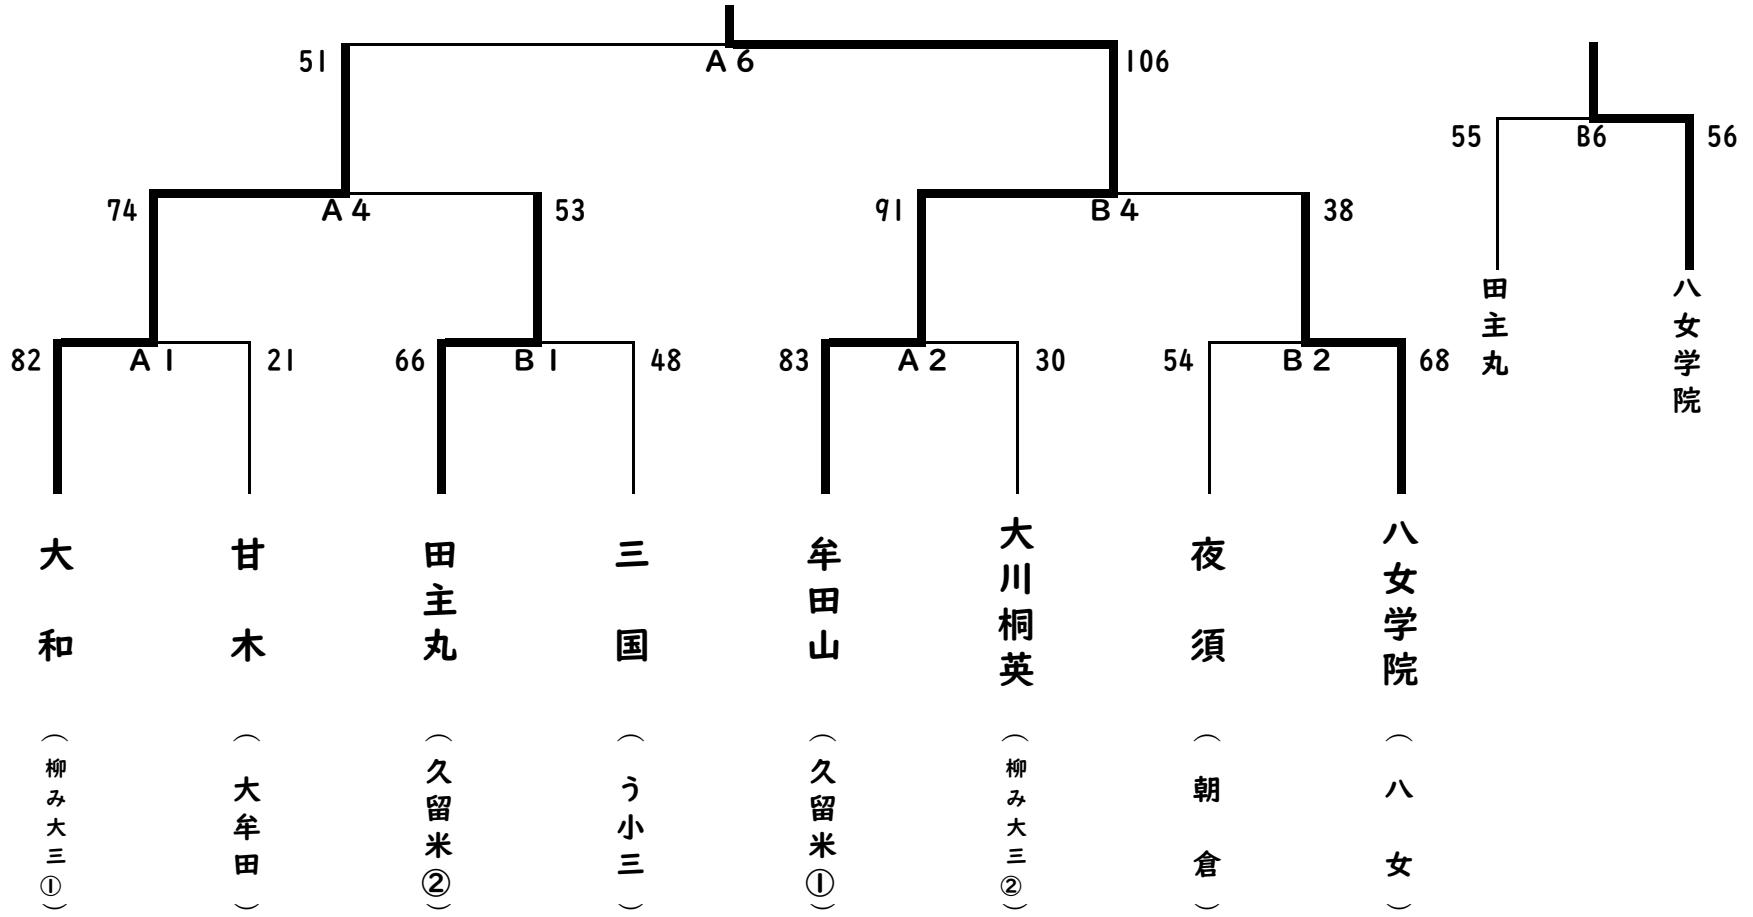 51 A6 106
55 B6 56
74 A4 53
91 B4 38
田主丸
八女学院
82 A1 21
66 B1 48
83 A2 30
54 B2 68
大和
甘木
田主丸
三国
牟田山
大川桐英
夜須
八女学院
（柳み大三①）
（大牟田）
（久留米②）
（う小三）
（久留米①）
（柳み大三②）
（朝倉）
（八女）